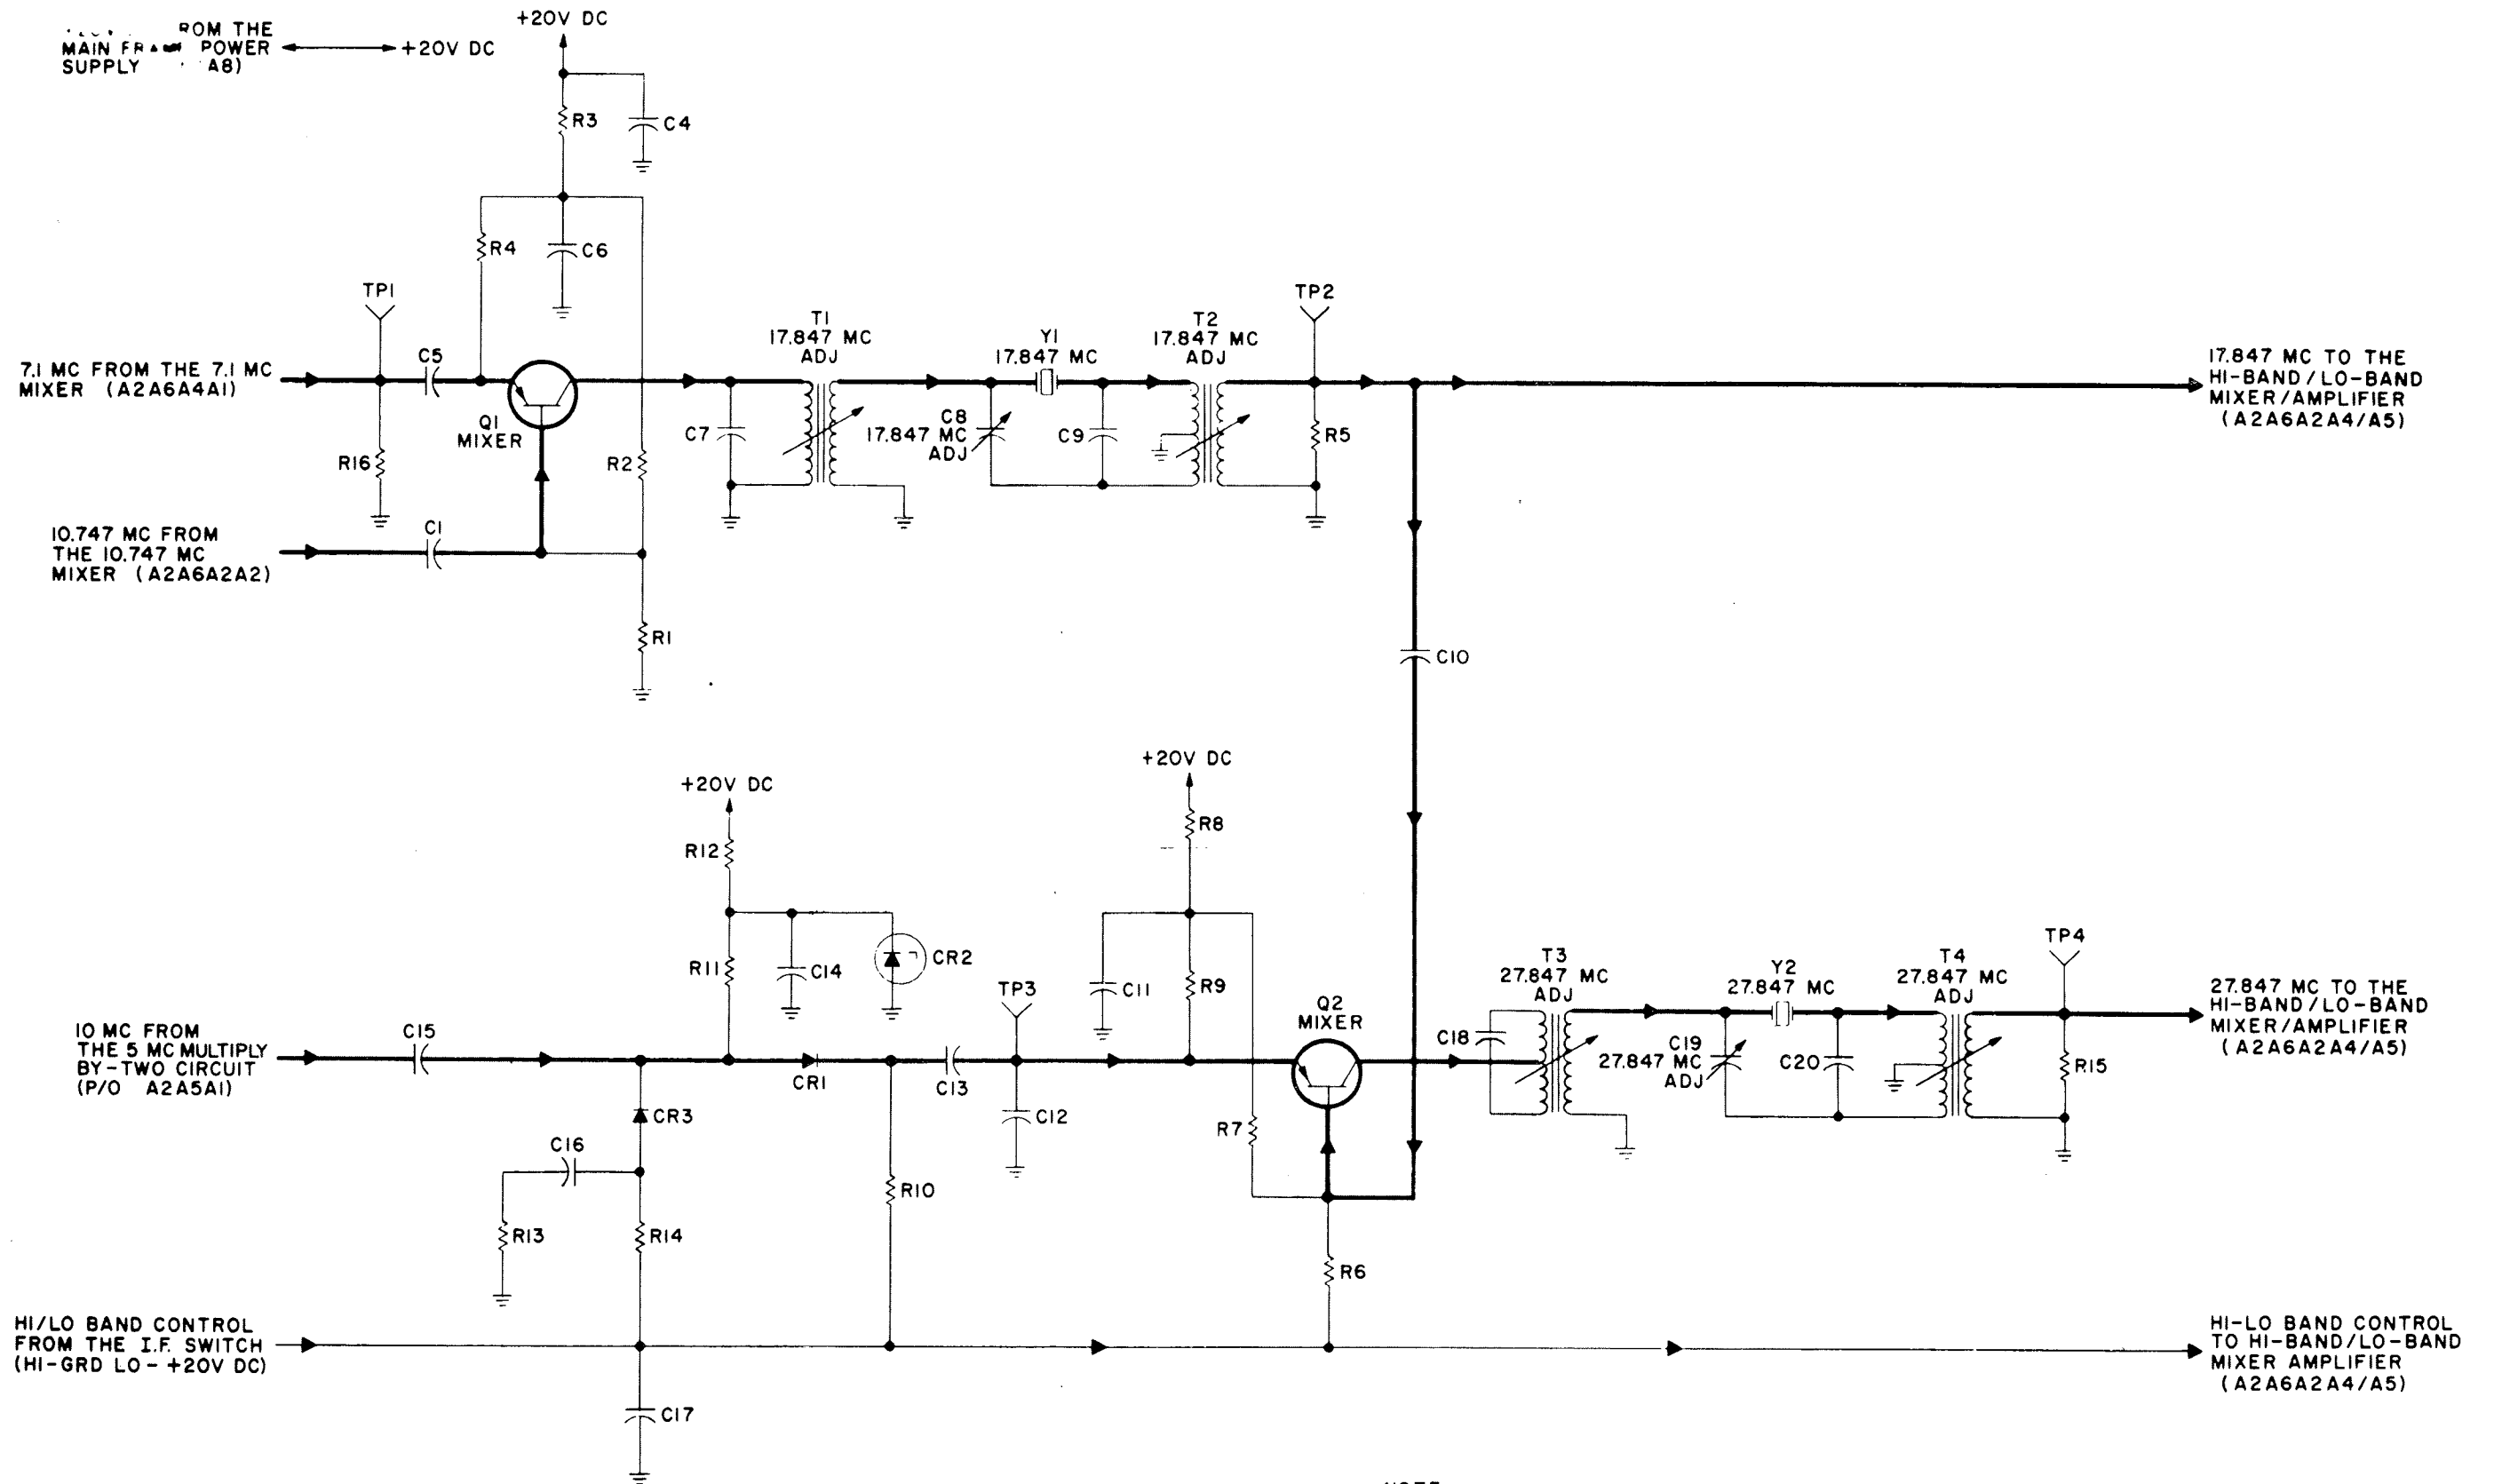 ROM THE
MAIN FRAME POWER
SUPPLY A8)
+20V DC
+20V DC
R3
C4
R4
C6
TP1
7.1 MC FROM THE 7.1 MC
MIXER (A2A6A4A1)
C5
Q1
MIXER
R16
R2
10.747 MC FROM
THE 10.747 MC
MIXER (A2A6A2A2)
C1
R1
T1
17.847 MC
ADJ
C7
Y1
17.847 MC
C8
17.847 MC
ADJ
C9
T2
17.847 MC
ADJ
TP2
R5
17.847 MC TO THE
HI-BAND/LO-BAND
MIXER/AMPLIFIER
(A2A6A2A4/A5)
C10
+20V DC
R12
R11
C14
CR2
+20V DC
R8
C11
R9
TP3
10 MC FROM
THE 5 MC MULTIPLY
BY-TWO CIRCUIT
(P/O A2A5A1)
C15
CR1
C13
C12
CR3
C16
R13
R14
R10
R7
Q2
MIXER
R6
C18
T3
27.847 MC
ADJ
Y2
27.847 MC
C19
27.847 MC
ADJ
C20
T4
27.847 MC
ADJ
TP4
R15
27.847 MC TO THE
HI-BAND/LO-BAND
MIXER/AMPLIFIER
(A2A6A2A4/A5)
HI/LO BAND CONTROL
FROM THE I.F. SWITCH
(HI-GRD LO- +20V DC)
C17
HI-LO BAND CONTROL
TO HI-BAND/LO-BAND
MIXER AMPLIFIER
(A2A6A2A4/A5)